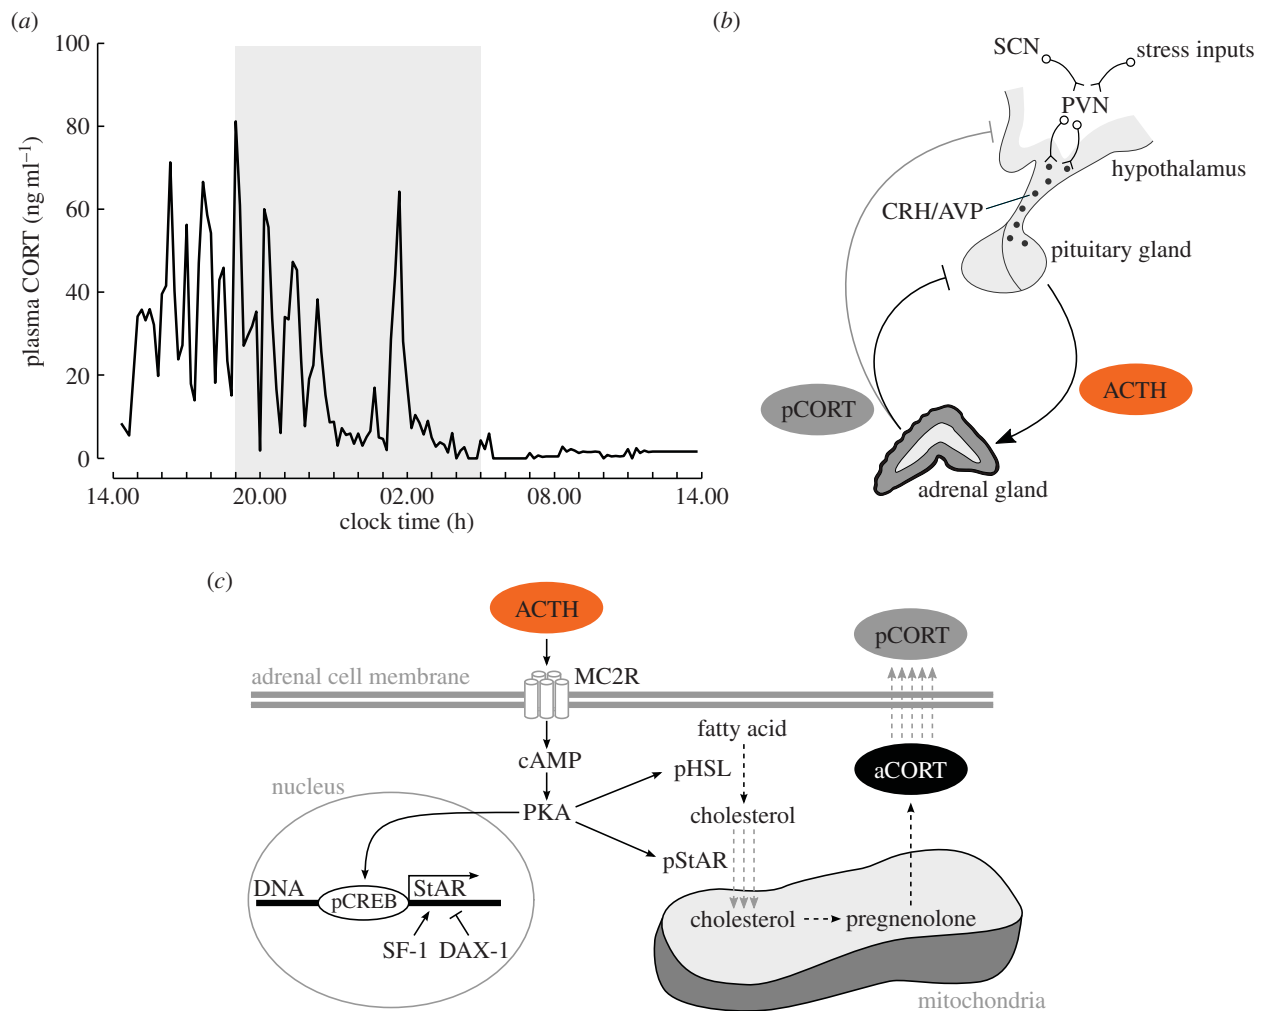 (a)
100
80
60
40
20
0
plasma CORT (ng ml⁻¹)
14.00 20.00 02.00 08.00 14.00
clock time (h)
(b)
SCN
stress inputs
PVN
hypothalamus
CRH/AVP
pituitary gland
ACTH
pCORT
adrenal gland
(c)
ACTH
pCORT
adrenal cell membrane
MC2R
fatty acid
cAMP
pHSL
aCORT
nucleus
PKA
cholesterol
pStAR
DNA
StAR
pCREB
cholesterol
pregnenolone
SF-1 DAX-1
mitochondria